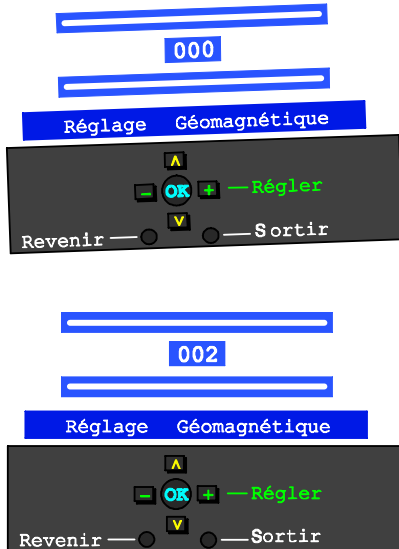 000
Réglage Géomagnétique
^
- OK + Régler
v
Revenir Sortir
002
Réglage Géomagnétique
^
- OK + Régler
v
Revenir Sortir